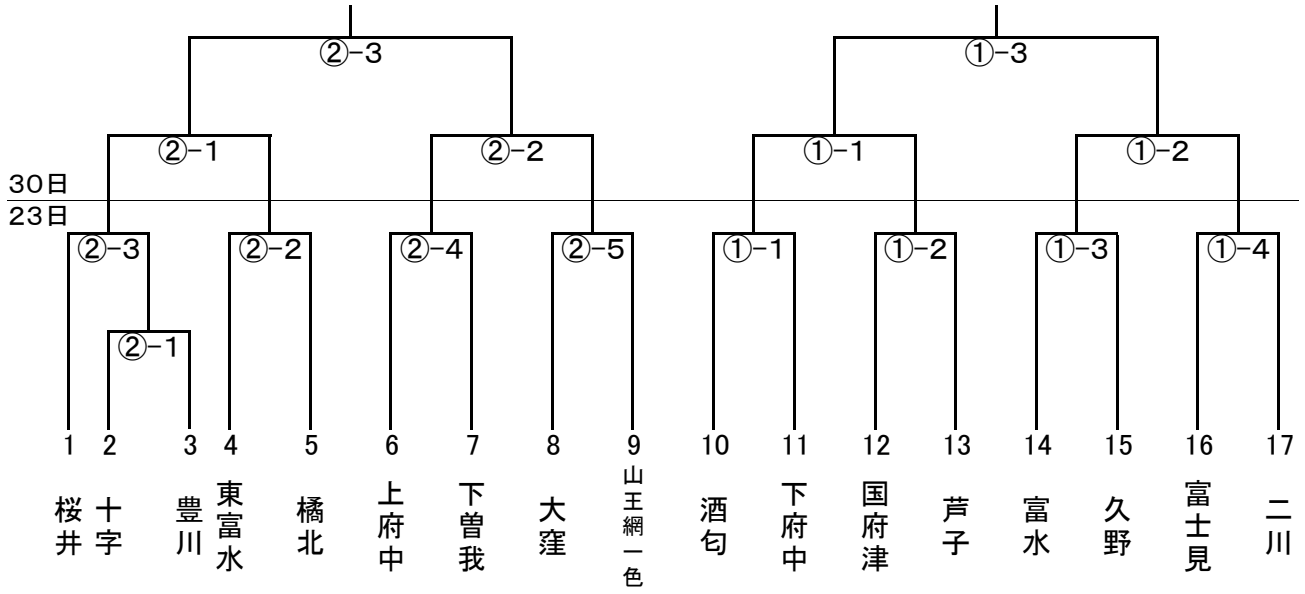 ②-3 ①-3
②-1 ②-2 ①-1 ①-2
30日
23日
②-3 ②-2 ②-4 ②-5 ①-1 ①-2 ①-3 ①-4
②-1
1 2 3 4 5 6 7 8 9 10 11 12 13 14 15 16 17
桜井
十字
豊川
東富水
橘北
上府中
下曽我
大窪
山王網一色
酒匂
下府中
国府津
芦子
富水
久野
富士見
二川